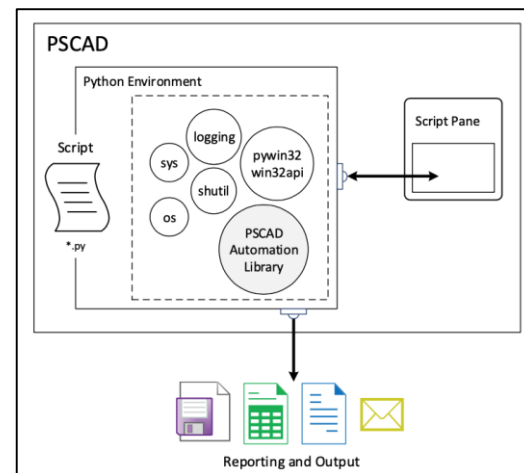 PSCAD
Python Environment
Script
*.py
logging
sys
shutil
os
pywin32
win32api
PSCAD
Automation
Library
Script Pane
Reporting and Output